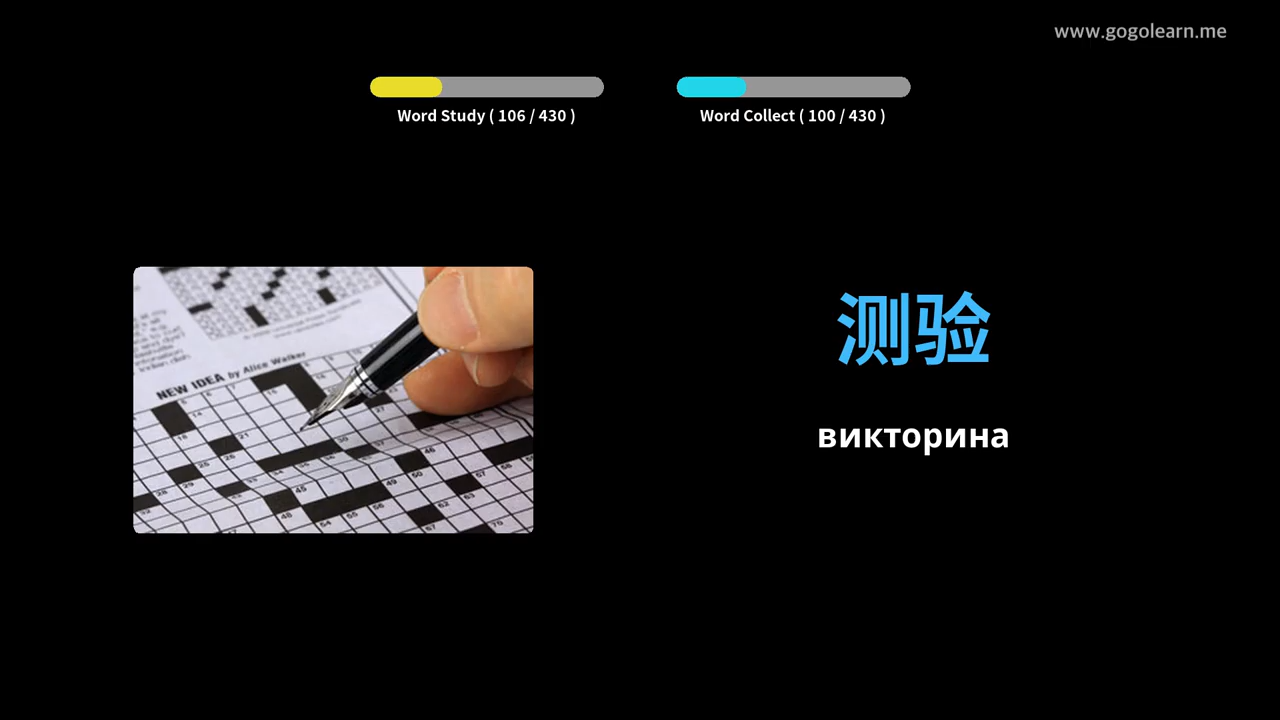 www.gogolearn.me
Word Study ( 106 / 430 )
Word Collect ( 100 / 430 )
测验
викторина
NEW IDEA by Alice Walker